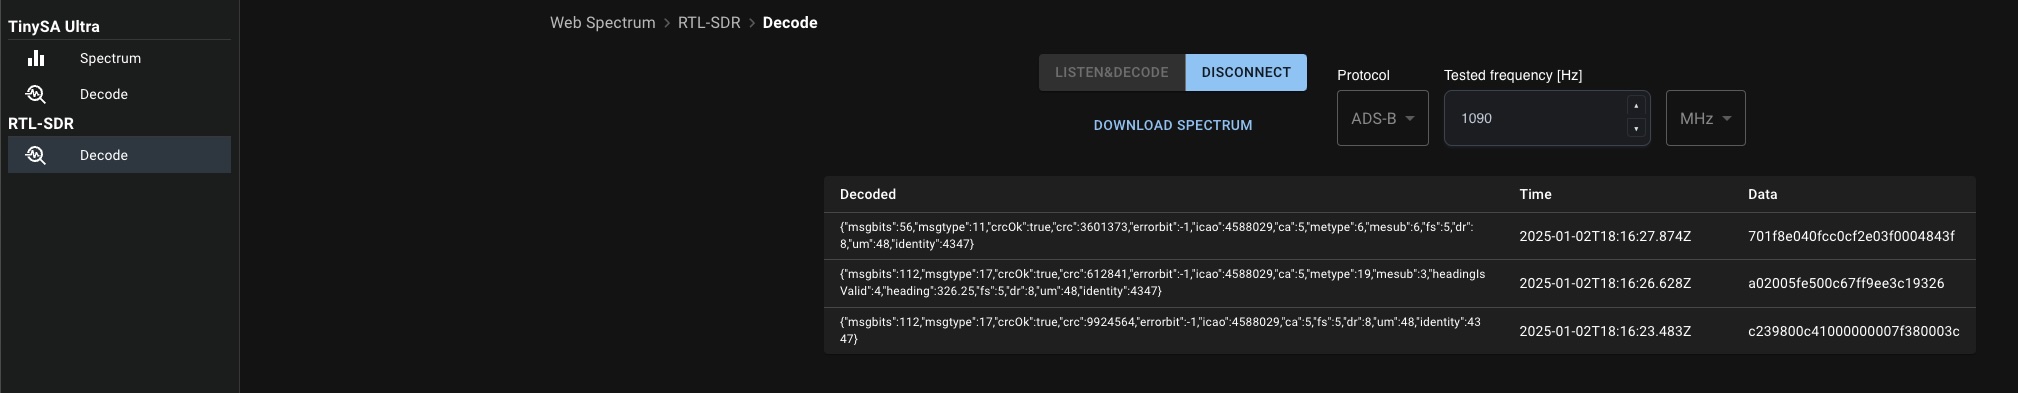 TinySA Ultra
Spectrum
Decode
RTL-SDR
Decode
Web Spectrum > RTL-SDR > Decode
LISTEN&DECODE DISCONNECT
DOWNLOAD SPECTRUM
Protocol
ADS-B
Tested frequency [Hz]
1090
MHz
Decoded Time Data
{"msgbits":56,"msgtype":11,"crcOk":true,"crc":3601373,"errorbit":-1,"icao":4588029,"ca":5,"metype":6,"mesub":6,"fs":5,"dr":
8,"um":48,"identity":4347}
2025-01-02T18:16:27.874Z
701f8e040fcc0cf2e03f0004843f
{"msgbits":112,"msgtype":17,"crcOk":true,"crc":612841,"errorbit":-1,"icao":4588029,"ca":5,"metype":19,"mesub":3,"headingIs
Valid":4,"heading":326.25,"fs":5,"dr":8,"um":48,"identity":4347}
2025-01-02T18:16:26.628Z
a02005fe500c67ff9ee3c19326
{"msgbits":112,"msgtype":17,"crcOk":true,"crc":9924564,"errorbit":-1,"icao":4588029,"ca":5,"fs":5,"dr":8,"um":48,"identity":43
47}
2025-01-02T18:16:23.483Z
c239800c41000000007f380003c